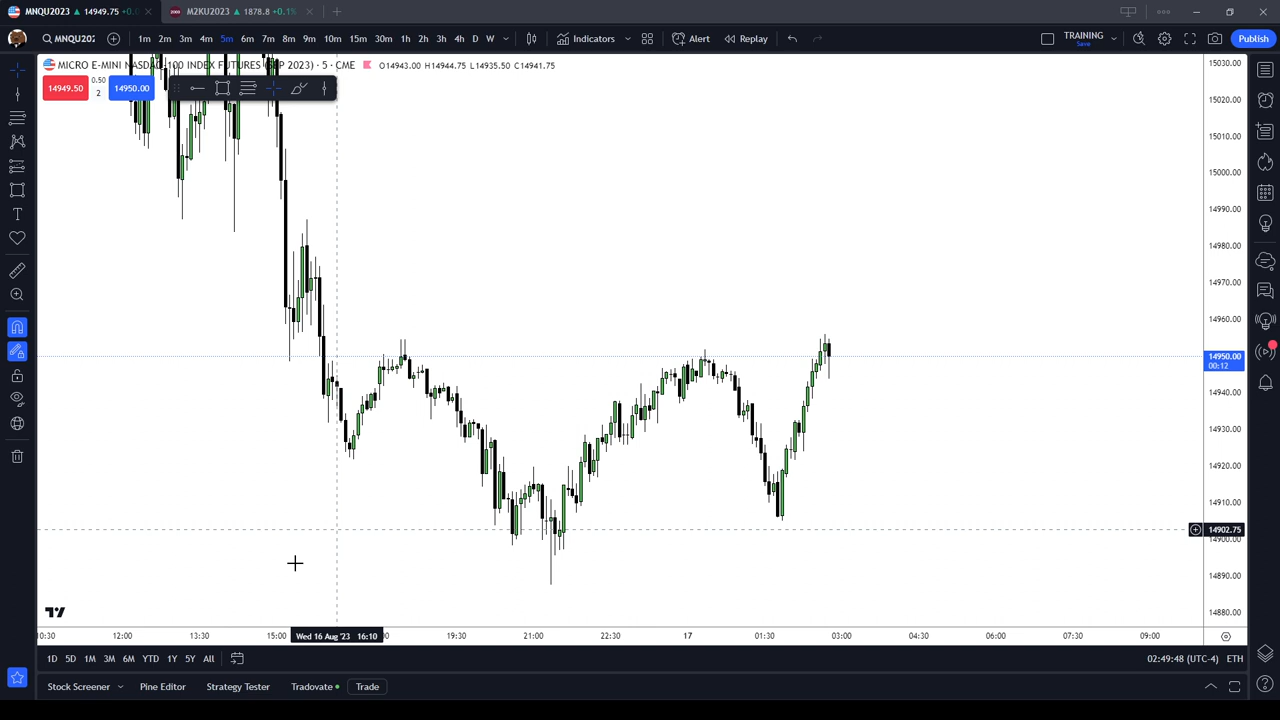 MNQU2023 ▲ 14949.75 +0.
M2KU2023 ▲ 1878.8 +0.1%
MNQU202
1m 2m 3m 4m 5m 6m 7m 8m 9m 10m 15m 30m 1h 2h 3h 4h D W
Indicators
Alert
Replay
TRAINING
Save
Publish
MICRO E-MINI NASDAQ-100 INDEX FUTURES (SEP 2023) · 5 · CME
O14943.00 H14944.75 L14935.50 C14941.75
14949.50
0.50
2
14950.00
15030.00
15020.00
15010.00
15000.00
14990.00
14980.00
14970.00
14960.00
14950.00
00:12
14940.00
14930.00
14920.00
14910.00
14902.75
14900.00
14890.00
14880.00
10:30 12:00 13:30 15:00 Wed 16 Aug '23 16:10 19:30 21:00 22:30 17 01:30 03:00 04:30 06:00 07:30 09:00
1D 5D 1M 3M 6M YTD 1Y 5Y All
02:49:48 (UTC-4) ETH
Stock Screener
Pine Editor
Strategy Tester
Tradovate
Trade